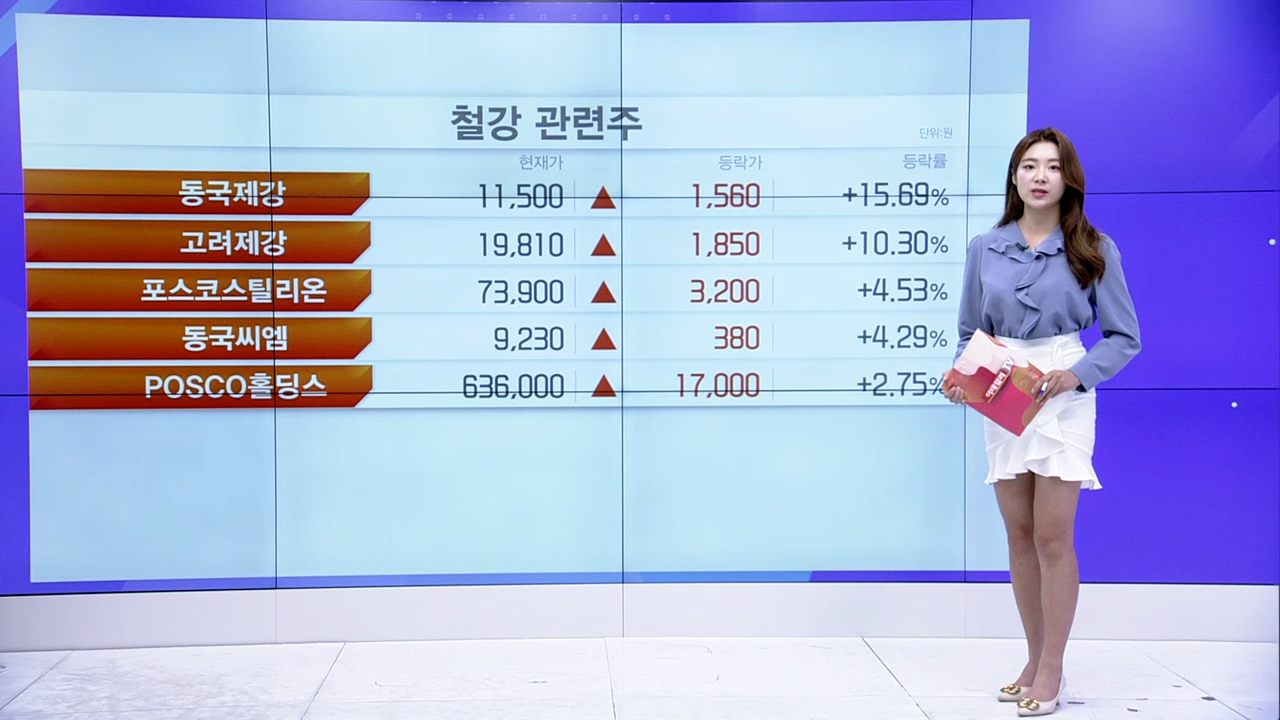 철강 관련주
단위:원
현재가 등락가 등락률
동국제강 11,500 ▲ 1,560 +15.69%
고려제강 19,810 ▲ 1,850 +10.30%
포스코스틸리온 73,900 ▲ 3,200 +4.53%
동국씨엠 9,230 ▲ 380 +4.29%
POSCO홀딩스 636,000 ▲ 17,000 +2.75%